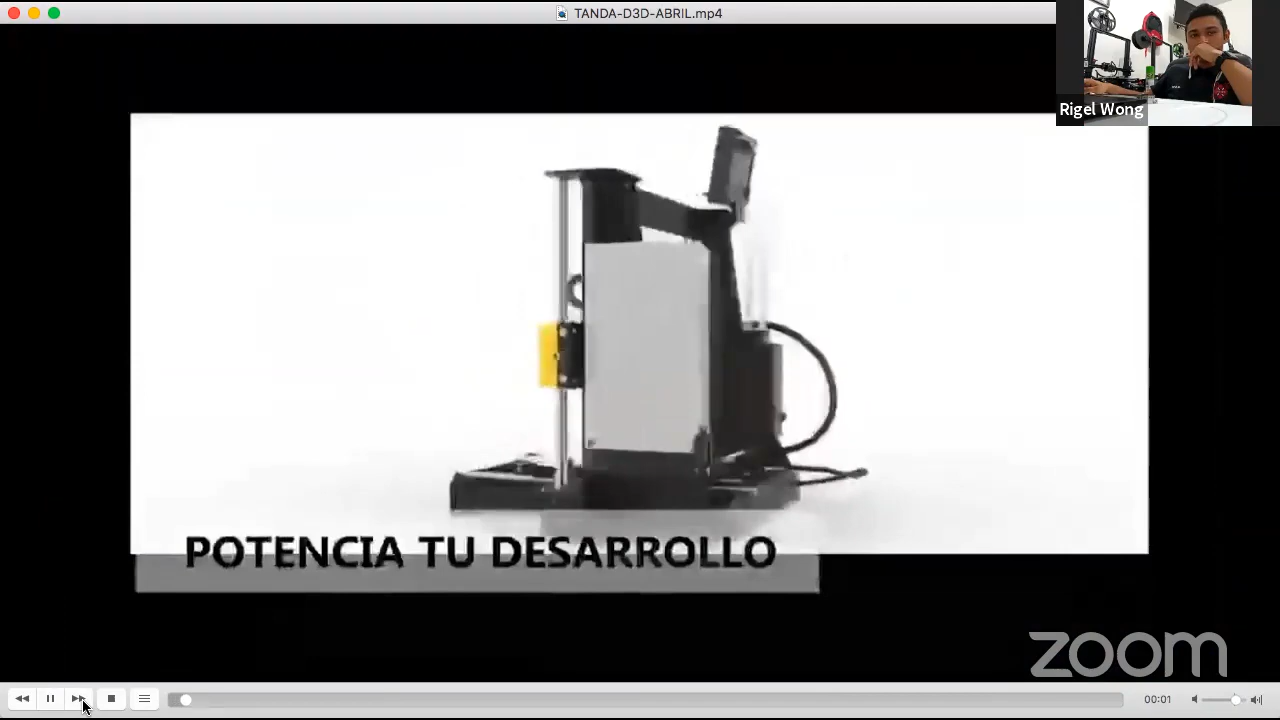 TANDA-D3D-ABRIL.mp4
Rigel Wong
POTENCIA TU DESARROLLO
zoom
00:01